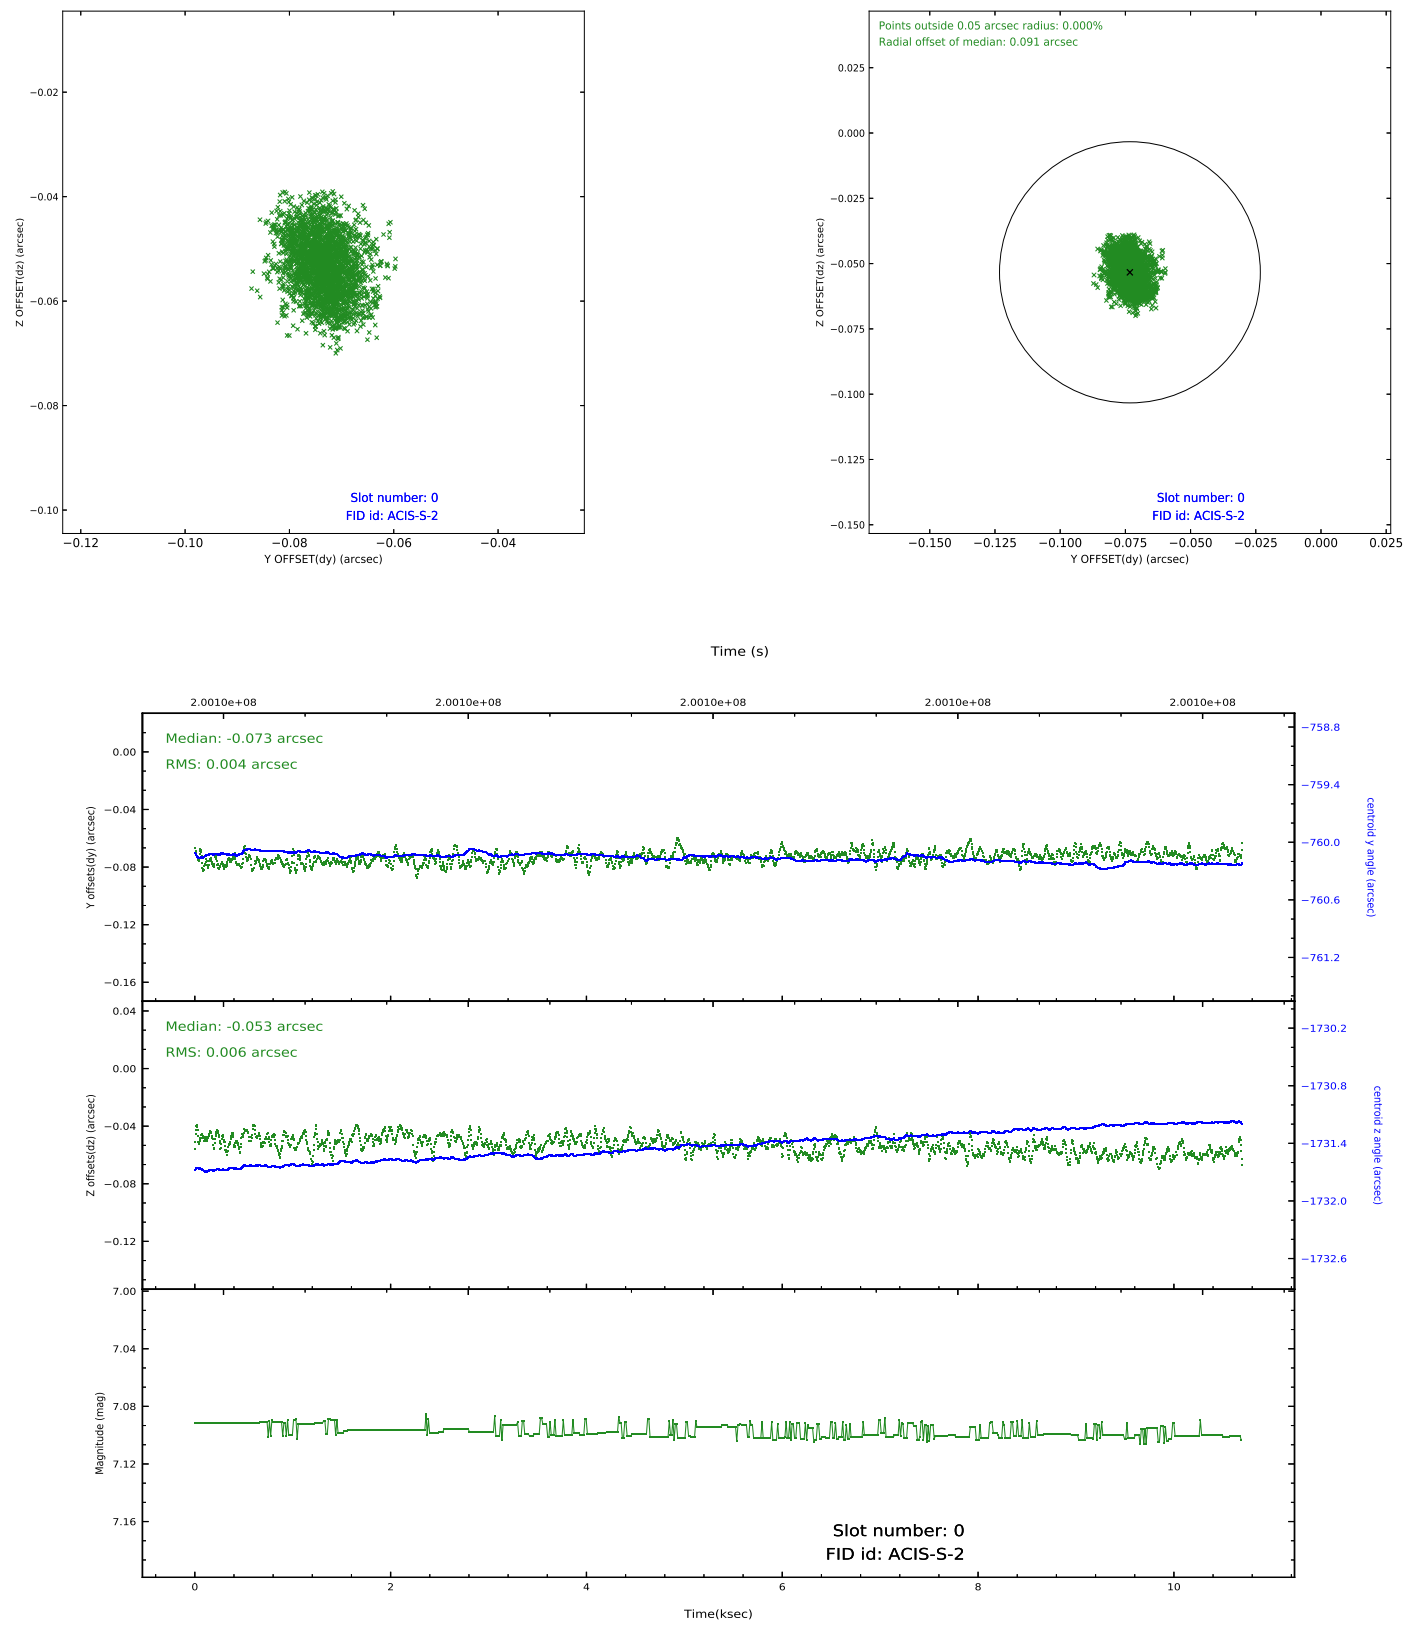 −0.02
−0.04
−0.06
−0.08
−0.10
Z OFFSET(dz) (arcsec)
Slot number: 0
FID id: ACIS-S-2
−0.12 −0.10 −0.08 −0.06 −0.04
Y OFFSET(dy) (arcsec)
Points outside 0.05 arcsec radius: 0.000%
Radial offset of median: 0.091 arcsec
0.025
0.000
−0.025
−0.050
−0.075
−0.100
−0.125
−0.150
Z OFFSET(dz) (arcsec)
Slot number: 0
FID id: ACIS-S-2
−0.150 −0.125 −0.100 −0.075 −0.050 −0.025 0.000 0.025
Y OFFSET(dy) (arcsec)
Time (s)
2.0010e+08 2.0010e+08 2.0010e+08 2.0010e+08 2.0010e+08
Median: -0.073 arcsec
RMS: 0.004 arcsec
0.00
−0.04
−0.08
−0.12
−0.16
Y offsets(dy) (arcsec)
−758.8
−759.4
−760.0
−760.6
−761.2
centroid y angle (arcsec)
Median: -0.053 arcsec
RMS: 0.006 arcsec
0.04
0.00
−0.04
−0.08
−0.12
Z offsets(dz) (arcsec)
−1730.2
−1730.8
−1731.4
−1732.0
−1732.6
centroid z angle (arcsec)
7.00
7.04
7.08
7.12
7.16
Magnitude (mag)
Slot number: 0
FID id: ACIS-S-2
0 2 4 6 8 10
Time(ksec)